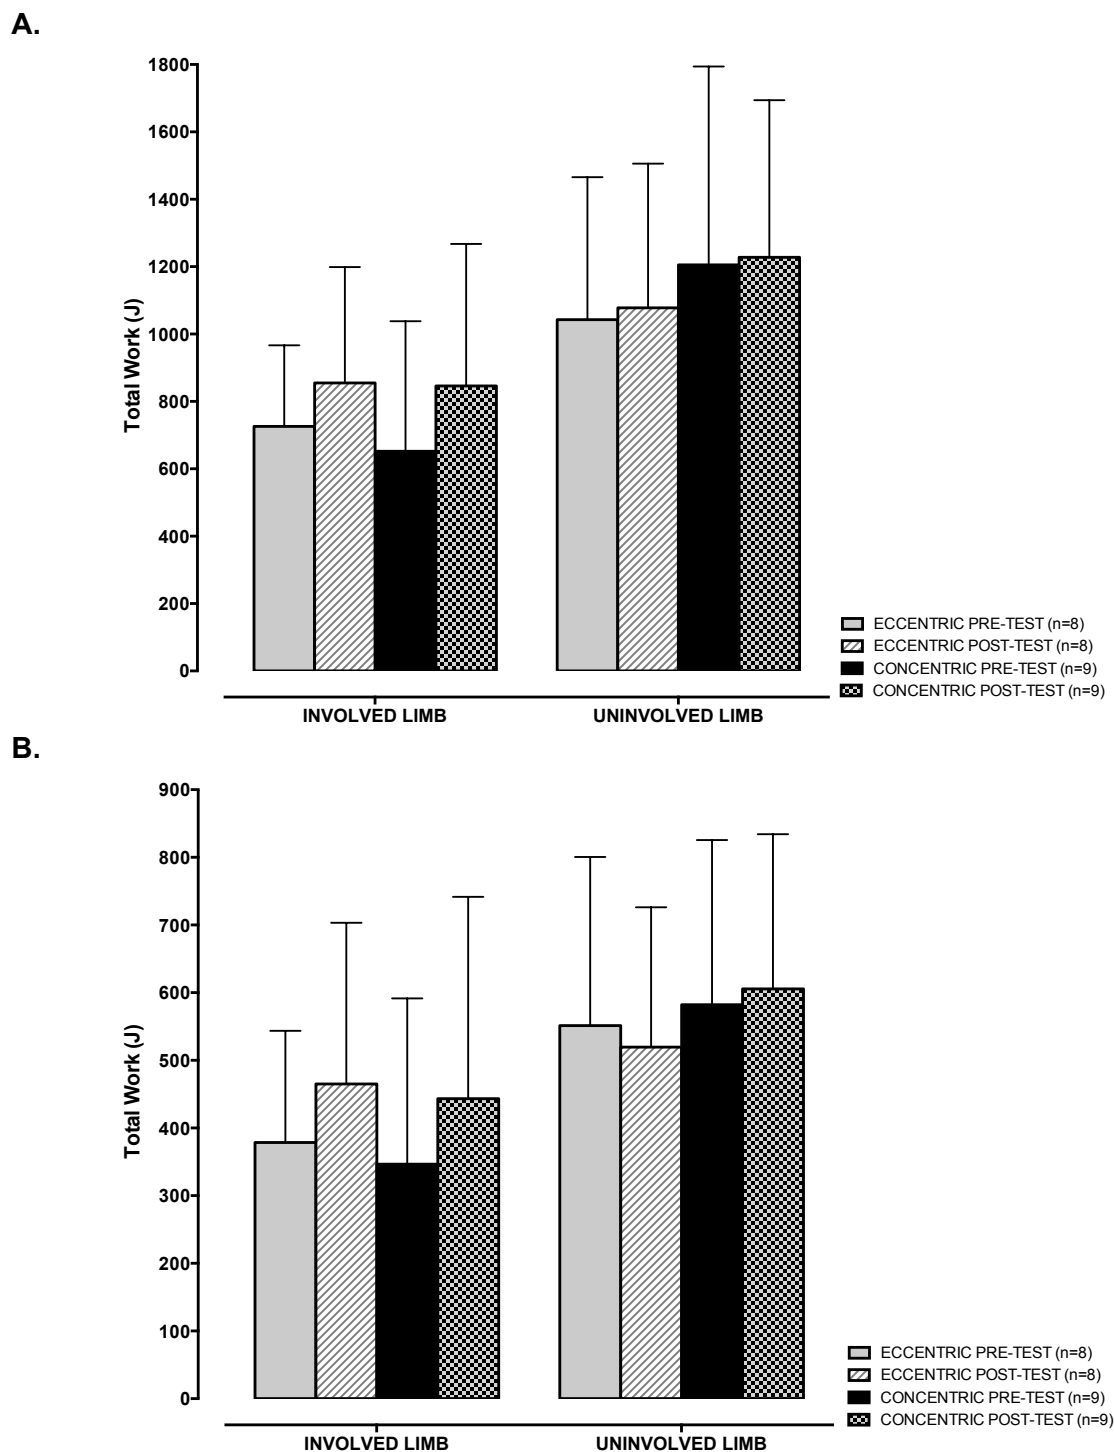 A.
1800
1600
1400
1200
1000
800
600
400
200
0
Total Work (J)
INVOLVED LIMB
UNINVOLVED LIMB
ECCENTRIC PRE-TEST (n=8)
ECCENTRIC POST-TEST (n=8)
CONCENTRIC PRE-TEST (n=9)
CONCENTRIC POST-TEST (n=9)
B.
900
800
700
600
500
400
300
200
100
0
Total Work (J)
INVOLVED LIMB
UNINVOLVED LIMB
ECCENTRIC PRE-TEST (n=8)
ECCENTRIC POST-TEST (n=8)
CONCENTRIC PRE-TEST (n=9)
CONCENTRIC POST-TEST (n=9)